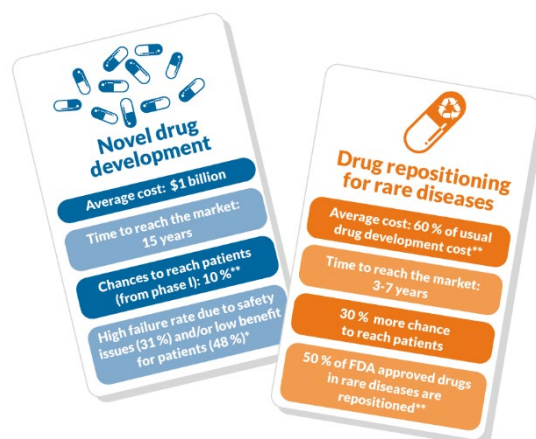 Novel drug
development
Average cost: $1 billion
Time to reach the market:
15 years
Chances to reach patients
(from phase I): 10 %**
High failure rate due to safety
issues (31 %) and/or low benefit
for patients (48 %)*
Drug repositioning
for rare diseases
Average cost: 60 % of usual
drug development cost**
Time to reach the market:
3-7 years
30 % more chance
to reach patients
50 % of FDA approved drugs
in rare diseases are
repositioned**